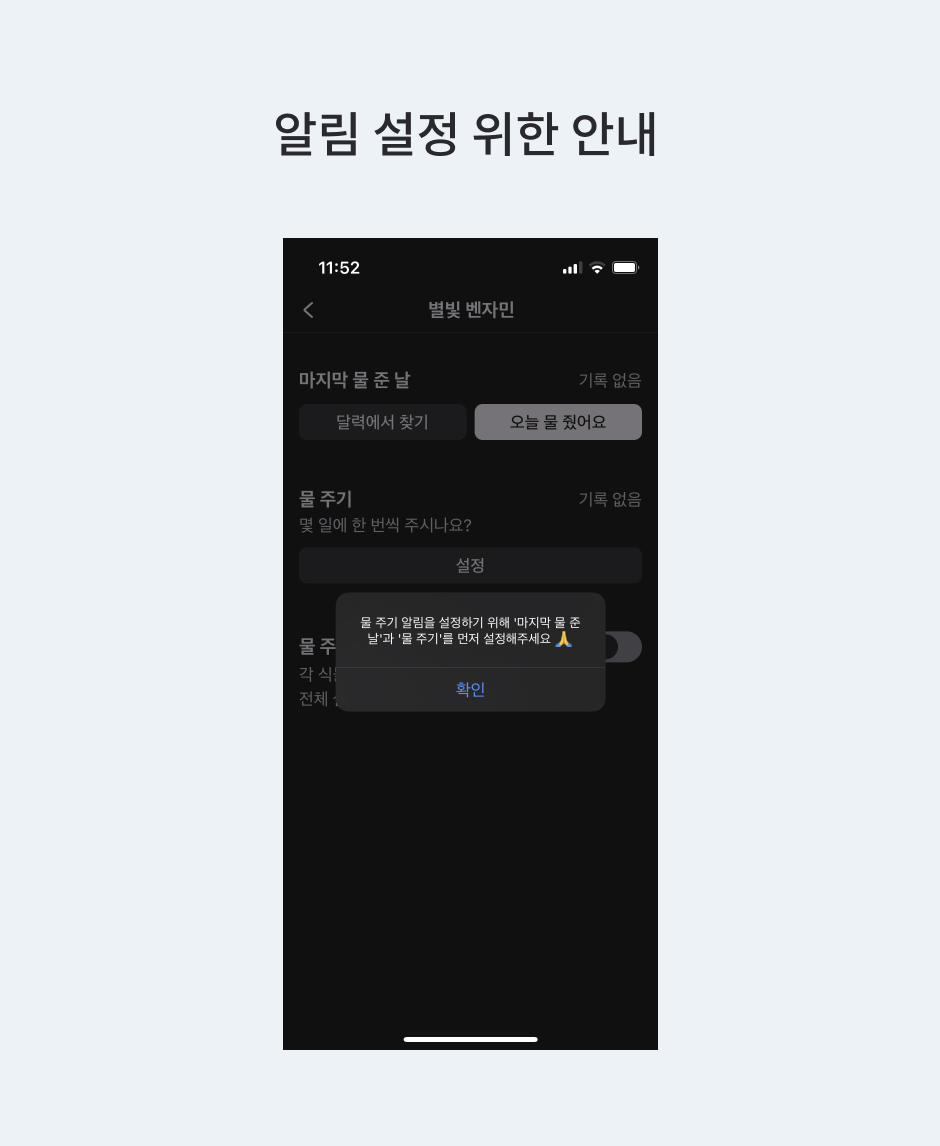 알림 설정 위한 안내
11:52
별빛 벤자민
마지막 물 준 날
기록 없음
달력에서 찾기
오늘 물 줬어요
물 주기
기록 없음
몇 일에 한 번씩 주시나요?
설정
물 주기 알림을 설정하기 위해 '마지막 물 준
날'과 '물 주기'를 먼저 설정해주세요 🙏
확인
물 주
각
전체